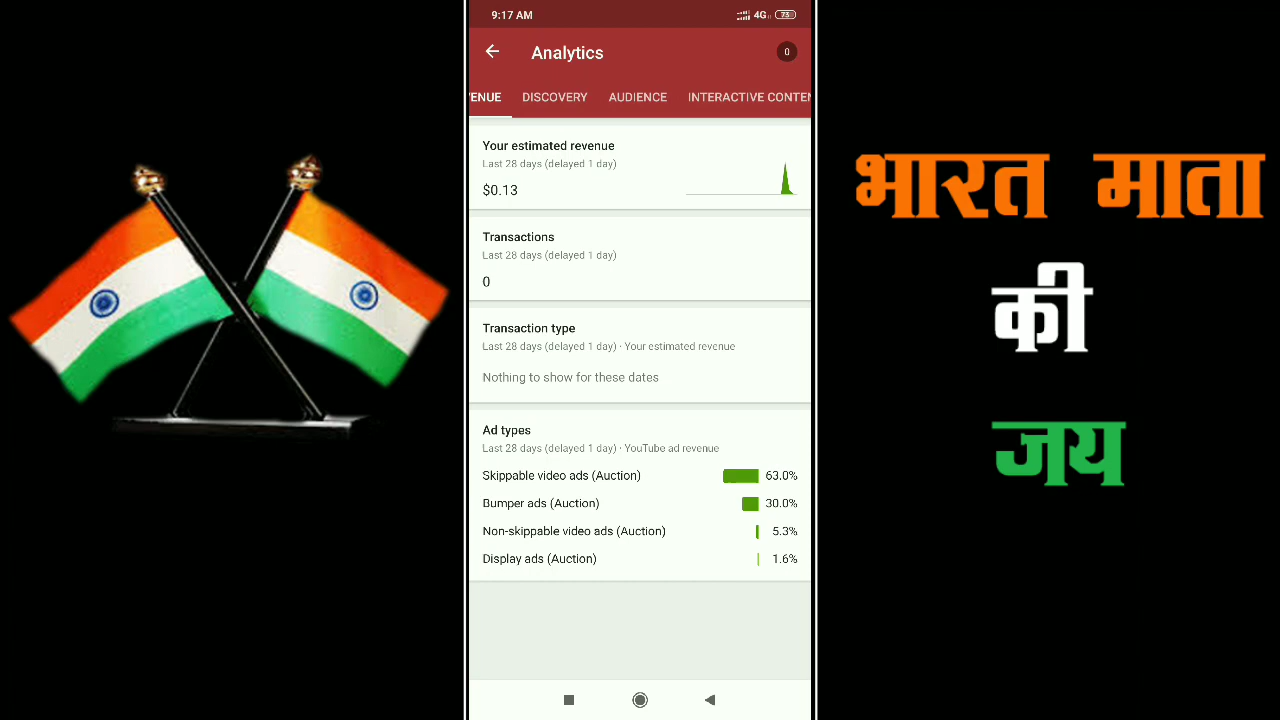 9:17 AM
4G
73
Analytics
0
VENUE DISCOVERY AUDIENCE INTERACTIVE CONTEN
Your estimated revenue
Last 28 days (delayed 1 day)
$0.13
Transactions
Last 28 days (delayed 1 day)
0
Transaction type
Last 28 days (delayed 1 day) · Your estimated revenue
Nothing to show for these dates
Ad types
Last 28 days (delayed 1 day) · YouTube ad revenue
Skippable video ads (Auction) 63.0%
Bumper ads (Auction) 30.0%
Non-skippable video ads (Auction) 5.3%
Display ads (Auction) 1.6%
भारत माता
की
जय